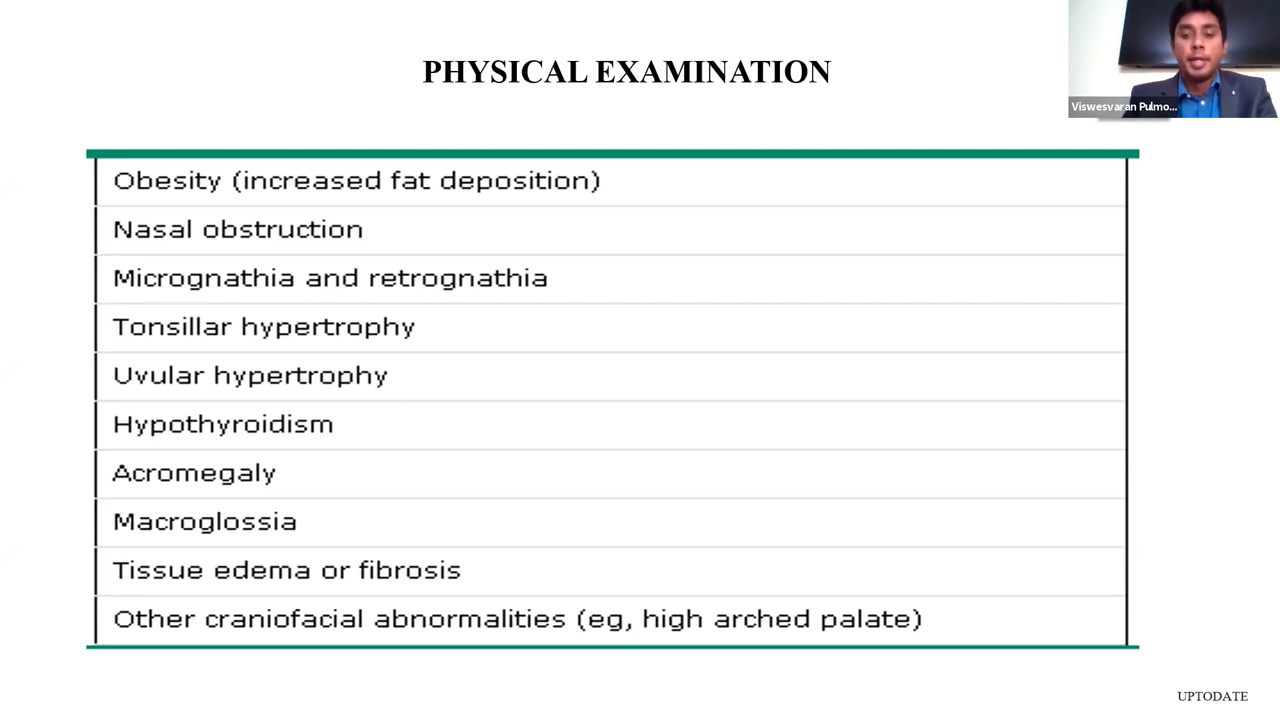 PHYSICAL EXAMINATION
Viswesvaran Pulmo...
Obesity (increased fat deposition)
Nasal obstruction
Micrognathia and retrognathia
Tonsillar hypertrophy
Uvular hypertrophy
Hypothyroidism
Acromegaly
Macroglossia
Tissue edema or fibrosis
Other craniofacial abnormalities (eg, high arched palate)
UPTODATE